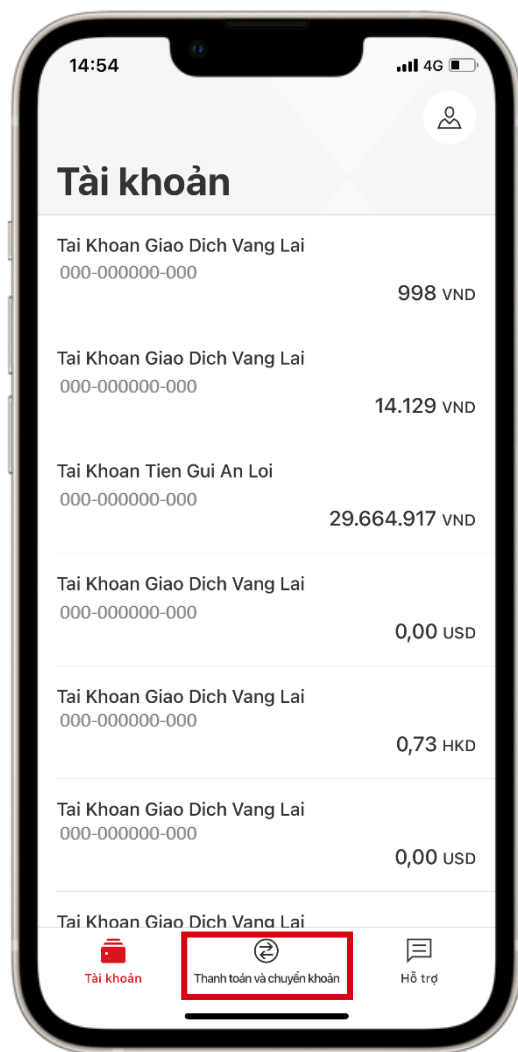 14:54
4G
Tài khoản
Tai Khoan Giao Dich Vang Lai
000-000000-000
998 VND
Tai Khoan Giao Dich Vang Lai
000-000000-000
14.129 VND
Tai Khoan Tien Gui An Loi
000-000000-000
29.664.917 VND
Tai Khoan Giao Dich Vang Lai
000-000000-000
0,00 USD
Tai Khoan Giao Dich Vang Lai
000-000000-000
0,73 HKD
Tai Khoan Giao Dich Vang Lai
000-000000-000
0,00 USD
Tai Khoan Giao Dich Vang Lai
Tài khoản
Thanh toán và chuyển khoản
Hỗ trợ